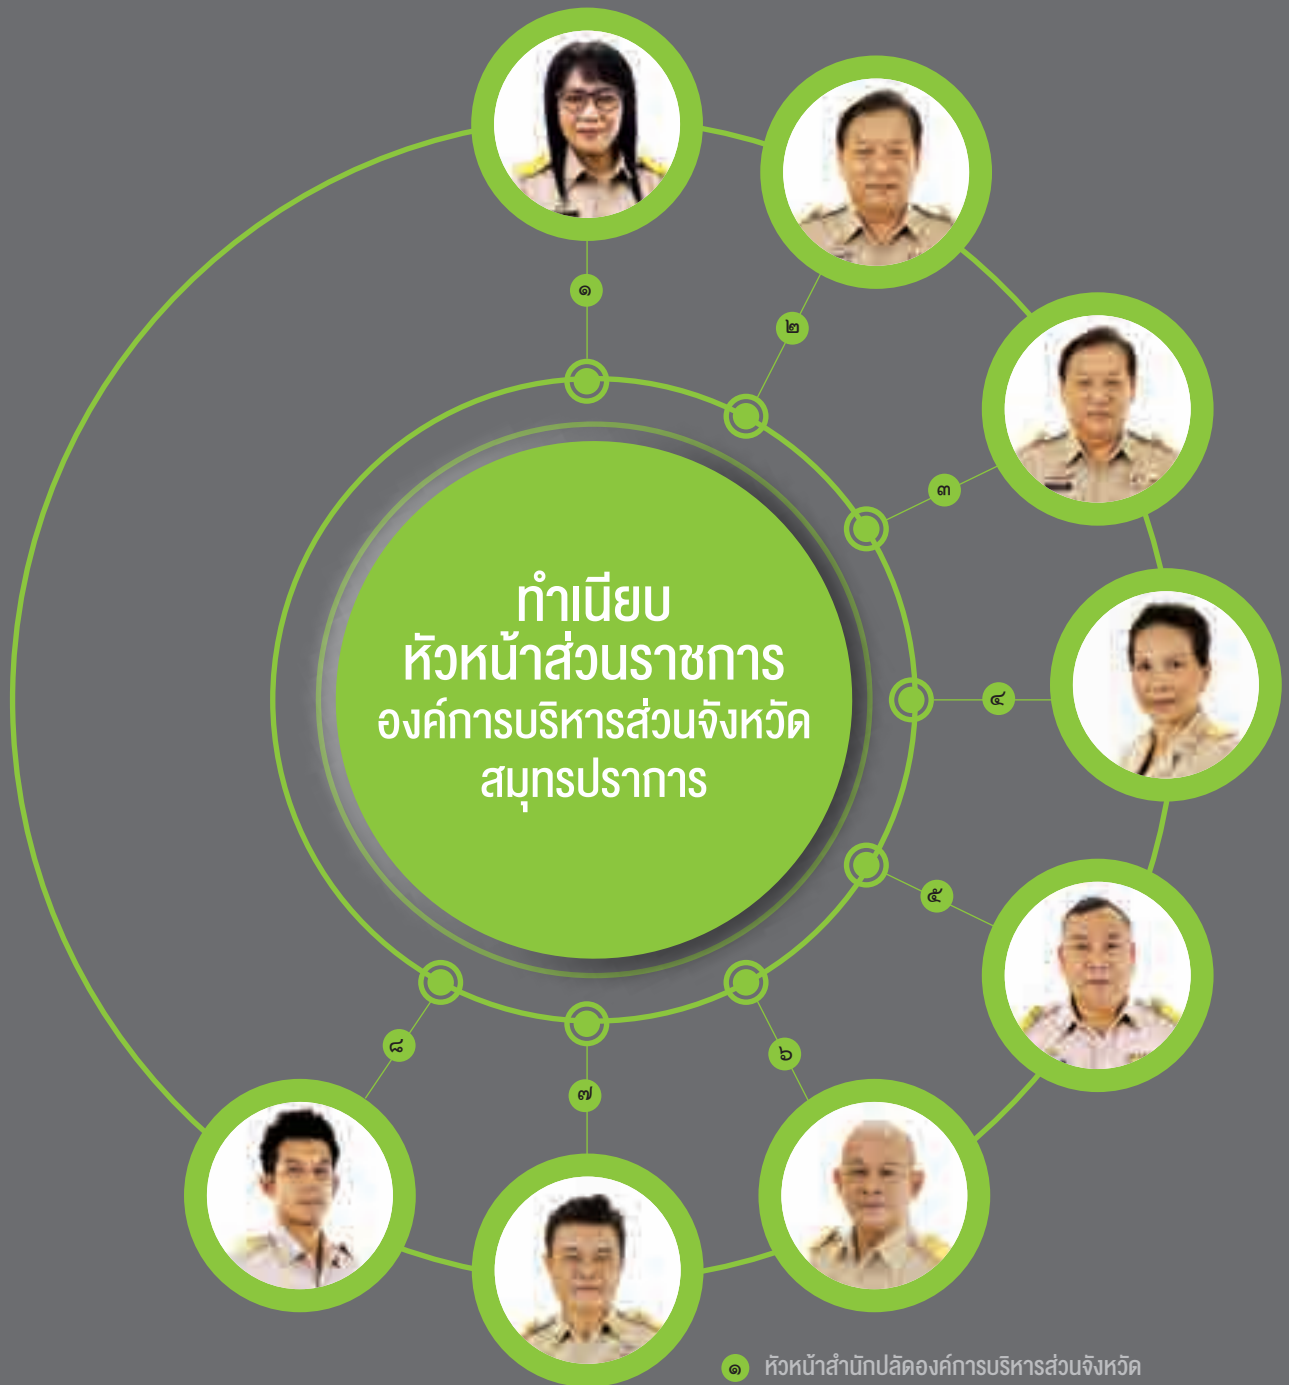 ๑
๒
๓
ทำเนียบ
หัวหน้าส่วนราชการ
องค์การบริหารส่วนจังหวัด
สมุทรปราการ
๔
๕
๖
๗
๘
๑ หัวหน้าสำนักปลัดองค์การบริหารส่วนจังหวัด